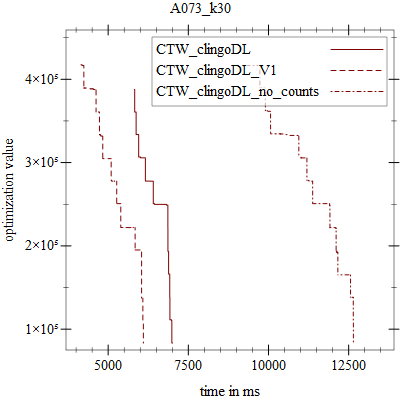 A073_k30
CTW_clingoDL
CTW_clingoDL_V1
CTW_clingoDL_no_counts
optimization value
4×10⁵
3×10⁵
2×10⁵
1×10⁵
5000 7500 10000 12500
time in ms